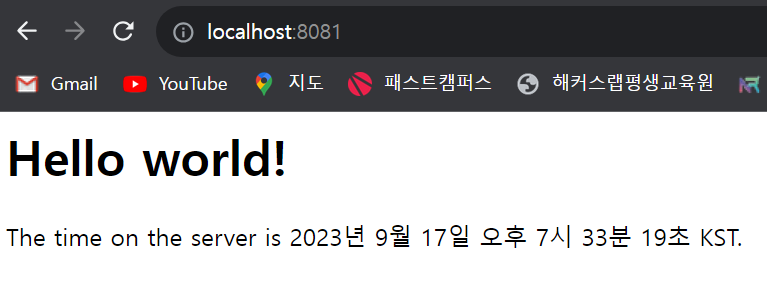 localhost:8081
Gmail YouTube 지도 패스트캠퍼스 해커스랩평생교육원
Hello world!
The time on the server is 2023년 9월 17일 오후 7시 33분 19초 KST.